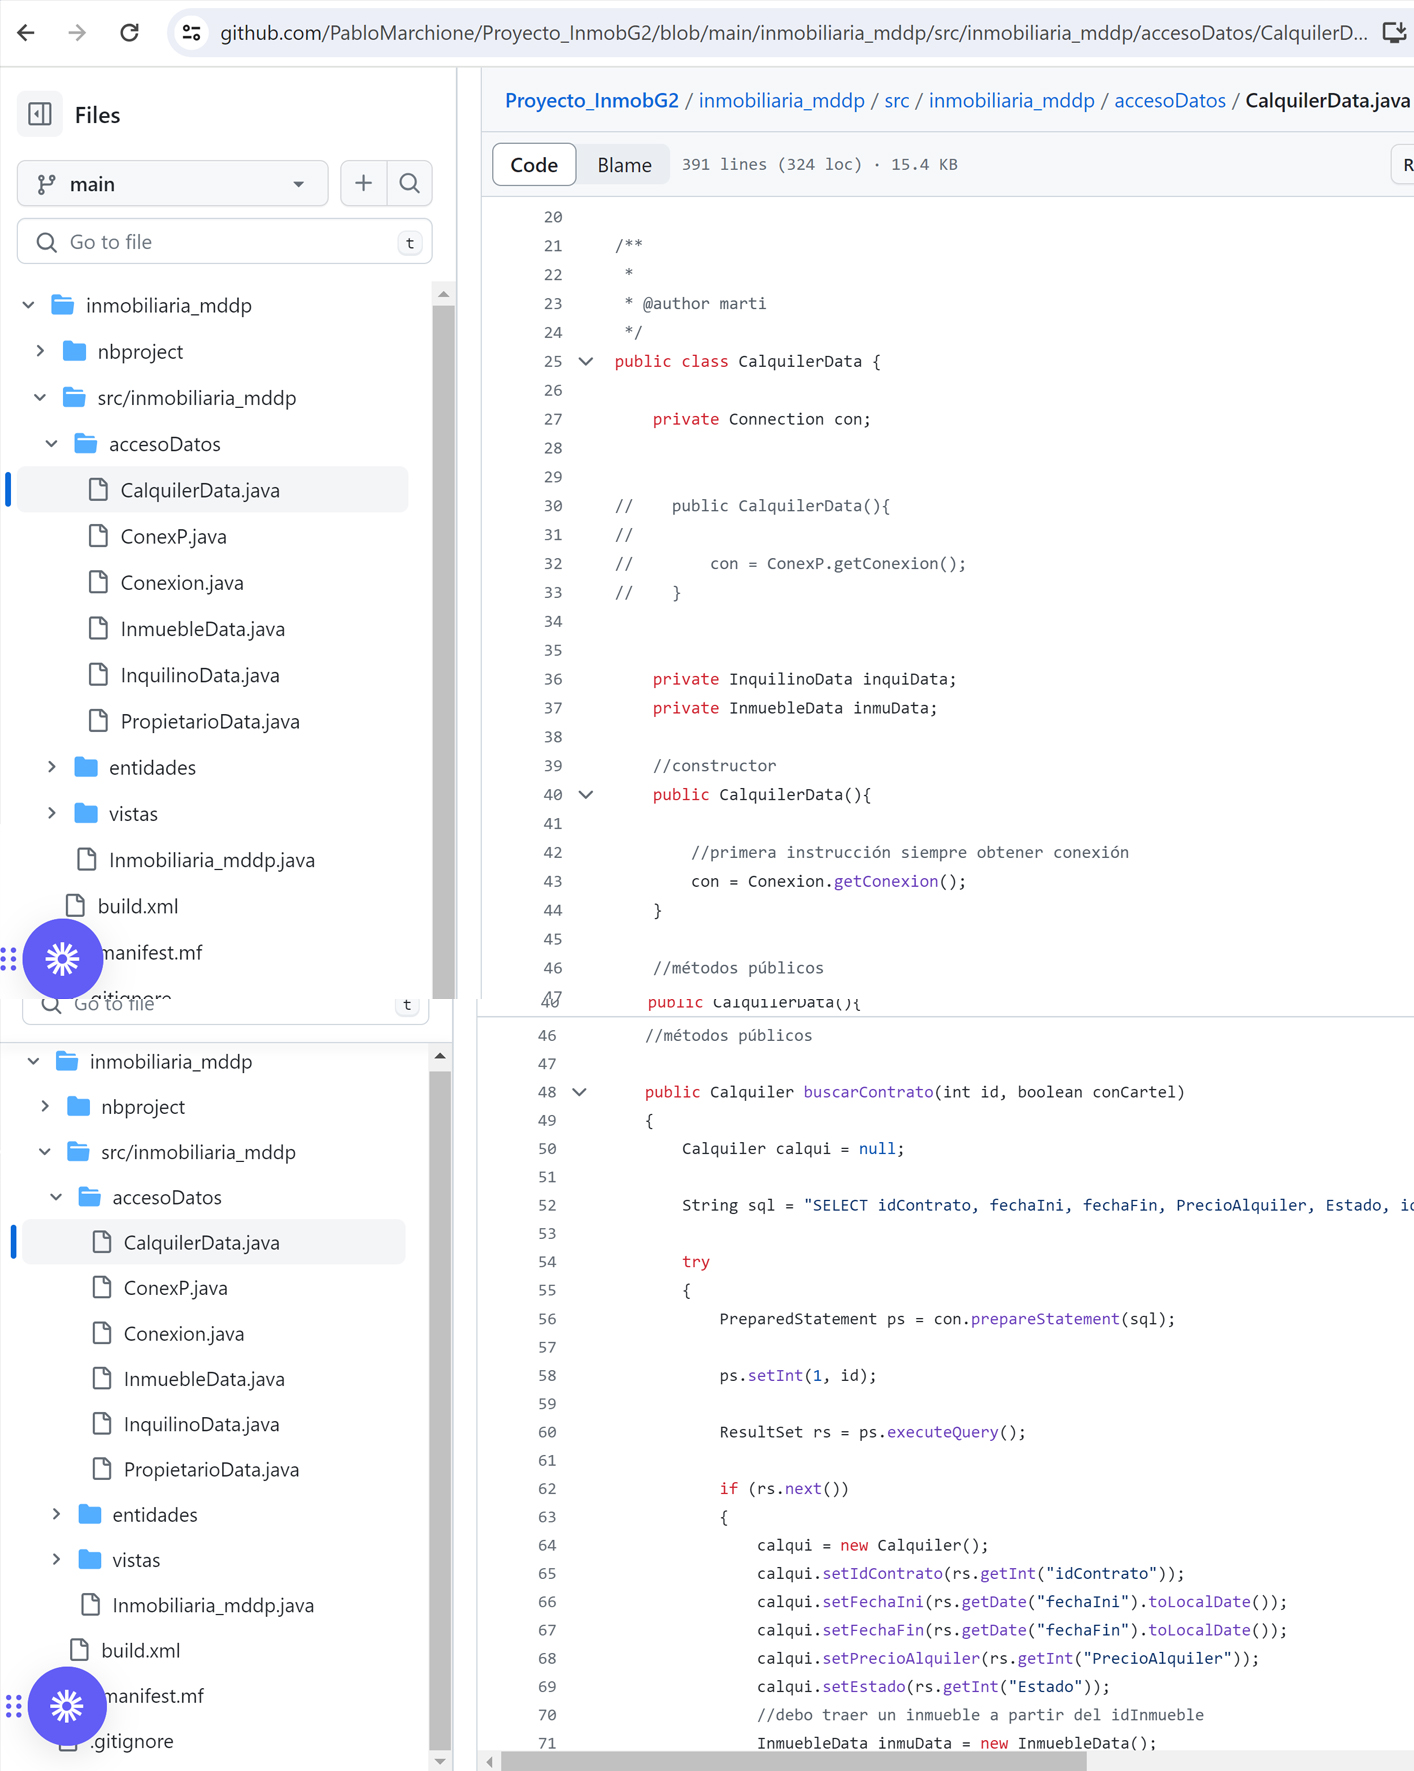 github.com/PabloMarchione/Proyecto_InmobG2/blob/main/inmobiliaria_mddp/src/inmobiliaria_mddp/accesoDatos/CalquilerD...
Files
main
Go to file
t
inmobiliaria_mddp
nbproject
src/inmobiliaria_mddp
accesoDatos
CalquilerData.java
ConexP.java
Conexion.java
InmuebleData.java
InquilinoData.java
PropietarioData.java
entidades
vistas
Inmobiliaria_mddp.java
build.xml
manifest.mf
.gitignore
Proyecto_InmobG2 / inmobiliaria_mddp / src / inmobiliaria_mddp / accesoDatos / CalquilerData.java
Code Blame 391 lines (324 loc) · 15.4 KB
R
20
21 /**
22 *
23 * @author marti
24 */
25 public class CalquilerData {
26
27 private Connection con;
28
29
30 // public CalquilerData(){
31 //
32 // con = ConexP.getConexion();
33 // }
34
35
36 private InquilinoData inquiData;
37 private InmuebleData inmuData;
38
39 //constructor
40 public CalquilerData(){
41
42 //primera instrucción siempre obtener conexión
43 con = Conexion.getConexion();
44 }
45
46 //métodos públicos
47
Go to file
t
inmobiliaria_mddp
nbproject
src/inmobiliaria_mddp
accesoDatos
CalquilerData.java
ConexP.java
Conexion.java
InmuebleData.java
InquilinoData.java
PropietarioData.java
entidades
vistas
Inmobiliaria_mddp.java
build.xml
manifest.mf
.gitignore
40 public CalquilerData(){
46 //métodos públicos
47
48 public Calquiler buscarContrato(int id, boolean conCartel)
49 {
50 Calquiler calqui = null;
51
52 String sql = "SELECT idContrato, fechaIni, fechaFin, PrecioAlquiler, Estado, id
53
54 try
55 {
56 PreparedStatement ps = con.prepareStatement(sql);
57
58 ps.setInt(1, id);
59
60 ResultSet rs = ps.executeQuery();
61
62 if (rs.next())
63 {
64 calqui = new Calquiler();
65 calqui.setIdContrato(rs.getInt("idContrato"));
66 calqui.setFechaIni(rs.getDate("fechaIni").toLocalDate());
67 calqui.setFechaFin(rs.getDate("fechaFin").toLocalDate());
68 calqui.setPrecioAlquiler(rs.getInt("PrecioAlquiler"));
69 calqui.setEstado(rs.getInt("Estado"));
70 //debo traer un inmueble a partir del idInmueble
71 InmuebleData inmuData = new InmuebleData();